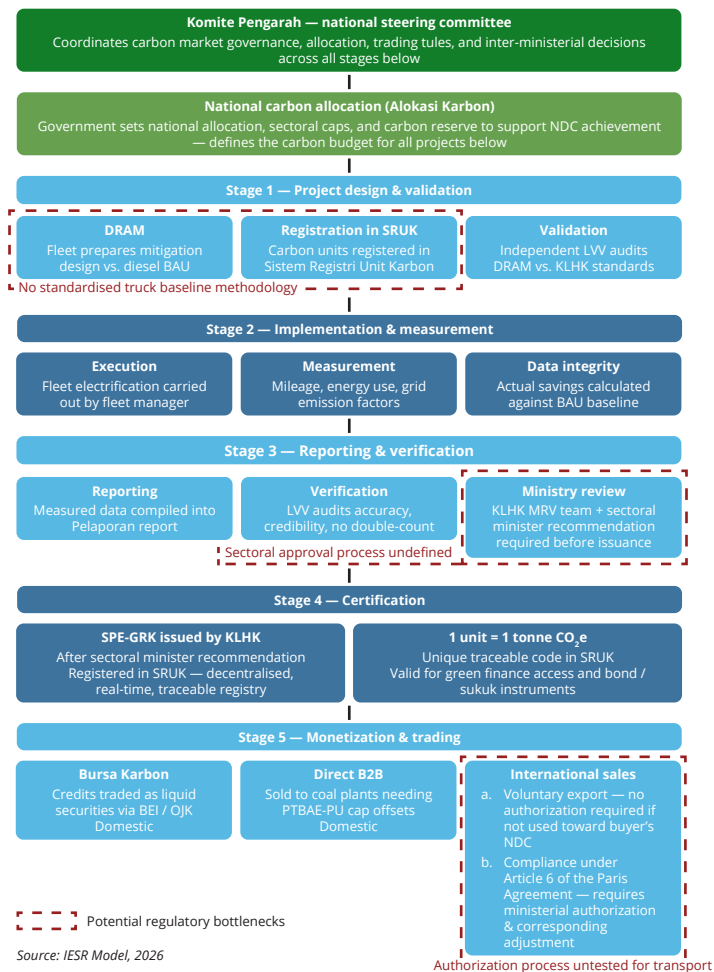 Komite Pengarah — national steering committee
Coordinates carbon market governance, allocation, trading tules, and inter-ministerial decisions
across all stages below
National carbon allocation (Alokasi Karbon)
Government sets national allocation, sectoral caps, and carbon reserve to support NDC achievement
— defines the carbon budget for all projects below
Stage 1 — Project design & validation
DRAM
Fleet prepares mitigation
design vs. diesel BAU
Registration in SRUK
Carbon units registered in
Sistem Registri Unit Karbon
Validation
Independent LVV audits
DRAM vs. KLHK standards
No standardised truck baseline methodology
Stage 2 — Implementation & measurement
Execution
Fleet electrification carried
out by fleet manager
Measurement
Mileage, energy use, grid
emission factors
Data integrity
Actual savings calculated
against BAU baseline
Stage 3 — Reporting & verification
Reporting
Measured data compiled into
Pelaporan report
Verification
LVV audits accuracy,
credibility, no double-count
Ministry review
KLHK MRV team + sectoral
minister recommendation
required before issuance
Sectoral approval process undefined
Stage 4 — Certification
SPE-GRK issued by KLHK
After sectoral minister recommendation
Registered in SRUK — decentralised,
real-time, traceable registry
1 unit = 1 tonne CO₂e
Unique traceable code in SRUK
Valid for green finance access and bond /
sukuk instruments
Stage 5 — Monetization & trading
Bursa Karbon
Credits traded as liquid
securities via BEI / OJK
Domestic
Direct B2B
Sold to coal plants needing
PTBAE-PU cap offsets
Domestic
International sales
a. Voluntary export — no
authorization required if
not used toward buyer's
NDC
b. Compliance under
Article 6 of the Paris
Agreement — requires
ministerial authorization
& corresponding
adjustment
Authorization process untested for transport
Potential regulatory bottlenecks
Source: IESR Model, 2026